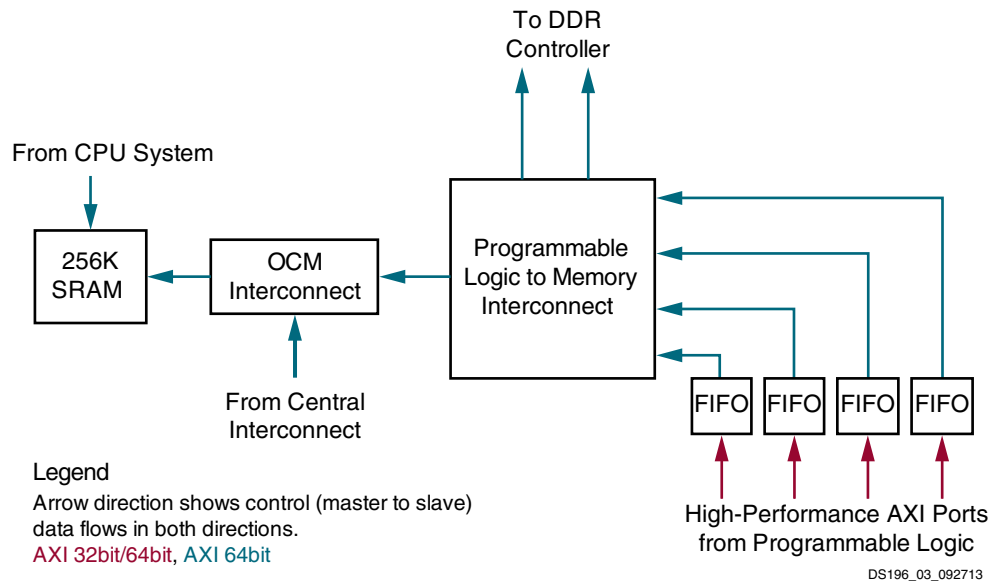 To DDR
Controller
From CPU System
256K
SRAM
OCM
Interconnect
Programmable
Logic to Memory
Interconnect
From Central
Interconnect
FIFO
FIFO
FIFO
FIFO
Legend
Arrow direction shows control (master to slave)
data flows in both directions.
AXI 32bit/64bit, AXI 64bit
High-Performance AXI Ports
from Programmable Logic
DS196_03_092713